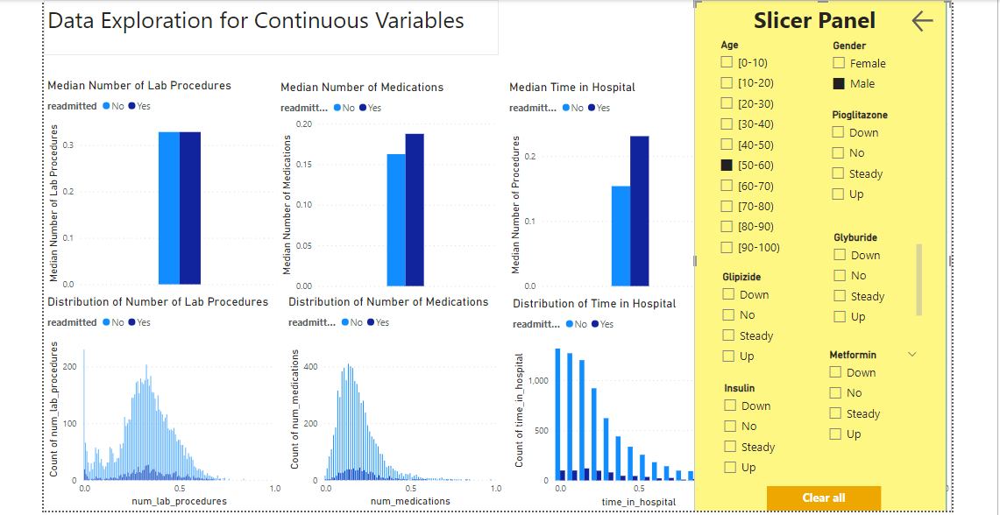 Data Exploration for Continuous Variables
Median Number of Lab Procedures
readmitted No Yes
Median Number of Lab Procedures
0.3
0.2
0.1
0.0
Median Number of Medications
readmitt... No Yes
Median Number of Medications
0.20
0.15
0.10
0.05
0.00
Median Time in Hospital
readmitt... No Yes
Median Number of Procedures
0.2
0.1
0.0
Distribution of Number of Lab Procedures
readmitted No Yes
Count of num_lab_procedures
200
100
0
0.0 0.5 1.0
num_lab_procedures
Distribution of Number of Medications
readmitt... No Yes
Count of num_medications
400
200
0
0.0 0.5 1.0
num_medications
Distribution of Time in Hospital
readmitt... No Yes
Count of time_in_hospital
1,000
500
0
0.0 0.5
time_in_hospital
Slicer Panel
Age
[0-10)
[10-20)
[20-30)
[30-40)
[40-50)
[50-60)
[60-70)
[70-80)
[80-90)
[90-100)
Gender
Female
Male
Pioglitazone
Down
No
Steady
Up
Glyburide
Down
No
Steady
Up
Glipizide
Down
No
Steady
Up
Metformin
Down
No
Steady
Up
Insulin
Down
No
Steady
Up
Clear all